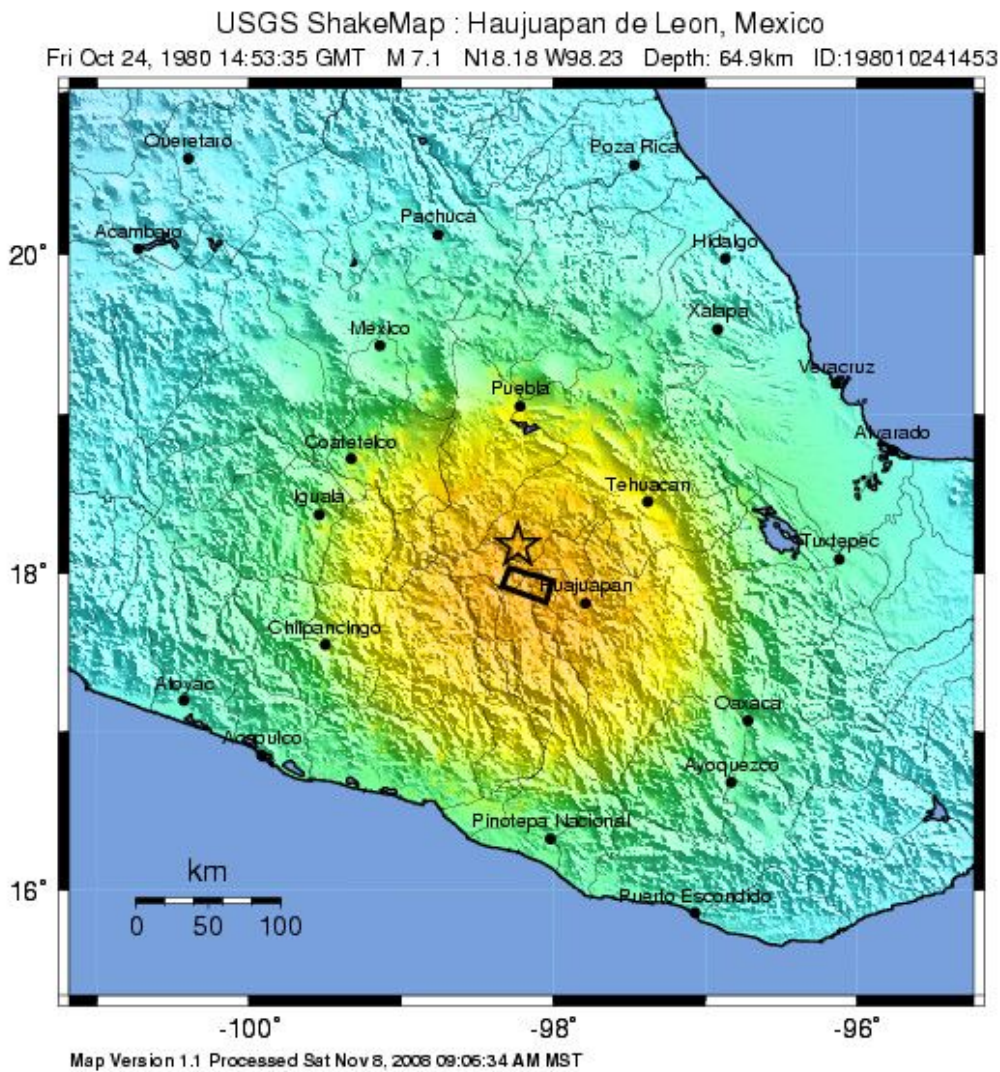 USGS ShakeMap : Haujuapan de Leon, Mexico
Fri Oct 24, 1980 14:53:35 GMT M 7.1 N18.18 W98.23 Depth: 64.9km ID:198010241453
Queretaro
Poza Rica
Pachuca
Acambaro
Hidalgo
20°
Xalapa
Mexico
Veracruz
Puebla
Alvarado
Coatetelco
Tehuacan
Iguala
Tuxtepec
18°
Huajuapan
Chilpancingo
Atoyac
Oaxaca
Acapulco
Ayoquezco
Pinotepa Nacional
km
Puerto Escondido
16°
0 50 100
-100° -98° -96°
Map Version 1.1 Processed Sat Nov 8, 2008 09:06:34 AM MST